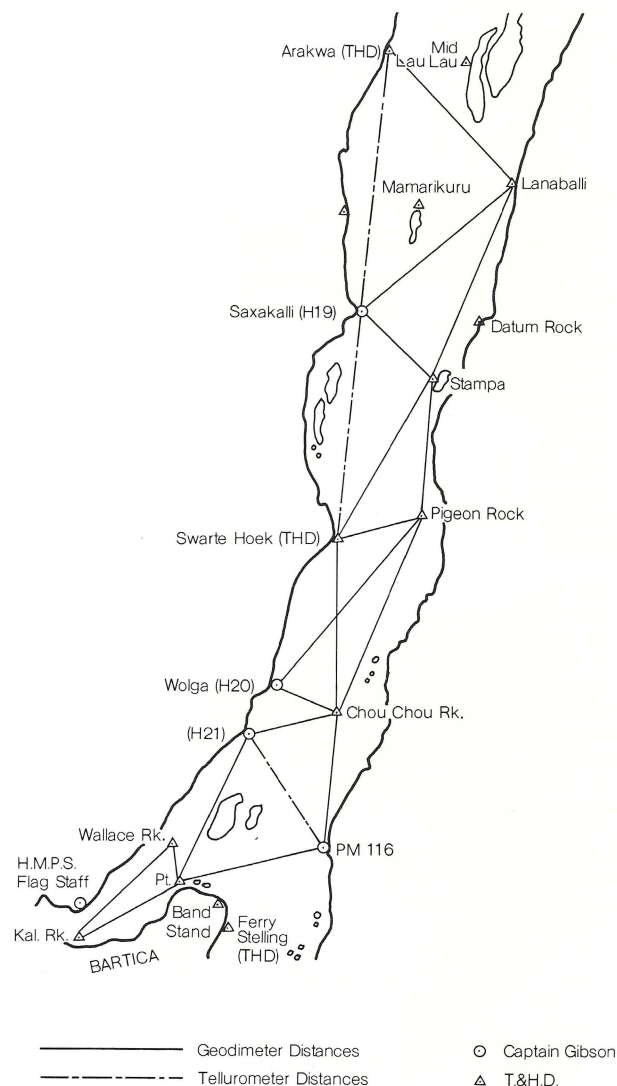 Arakwa (THD)
Mid
Lau Lau
Mamarikuru
Lanaballi
Saxakalli (H19)
Datum Rock
Stampa
Pigeon Rock
Swarte Hoek (THD)
Wolga (H20)
Chou Chou Rk.
(H21)
Wallace Rk.
PM 116
H.M.P.S.
Flag Staff
Pt.
Band
Stand
Ferry
Stelling
(THD)
Kal. Rk.
BARTICA
Geodimeter Distances
Captain Gibson
Tellurometer Distances
T.&H.D.